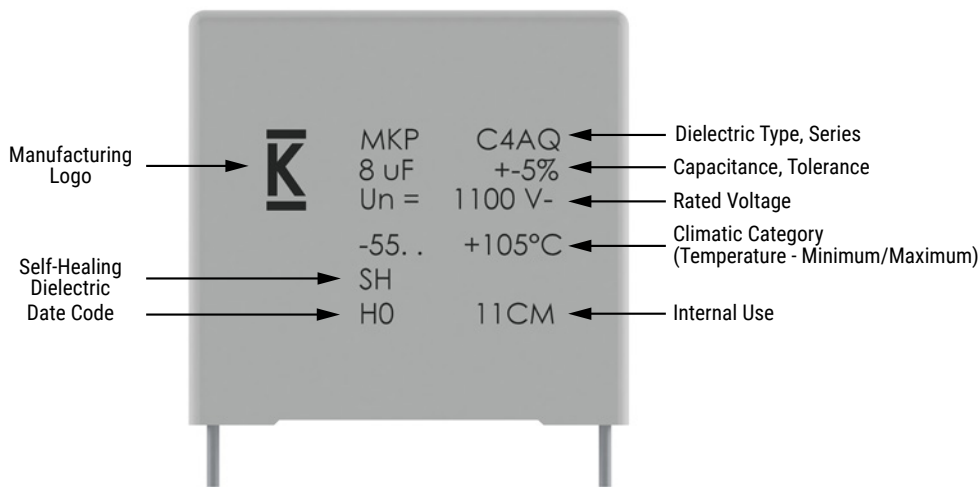 MKP C4AQ
8 uF +-5%
Un = 1100 V-
-55. . +105°C
SH
H0 11CM
K
Manufacturing
Logo
Self-Healing
Dielectric
Date Code
Dielectric Type, Series
Capacitance, Tolerance
Rated Voltage
Climatic Category
(Temperature - Minimum/Maximum)
Internal Use